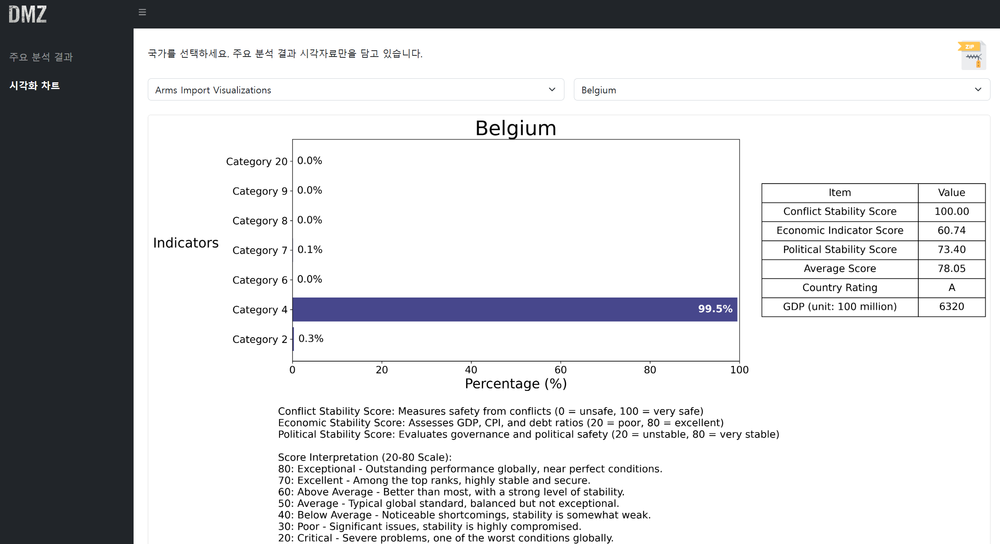 DMZ
주요 분석 결과
시각화 차트
국가를 선택하세요. 주요 분석 결과 시각자료만을 담고 있습니다.
ZIP
Arms Import Visualizations
Belgium
Belgium
Indicators
Category 20
0.0%
Category 9
0.0%
Category 8
0.0%
Category 7
0.1%
Category 6
0.0%
Category 4
99.5%
Category 2
0.3%
0 20 40 60 80 100
Percentage (%)
Item Value
Conflict Stability Score 100.00
Economic Indicator Score 60.74
Political Stability Score 73.40
Average Score 78.05
Country Rating A
GDP (unit: 100 million) 6320
Conflict Stability Score: Measures safety from conflicts (0 = unsafe, 100 = very safe)
Economic Stability Score: Assesses GDP, CPI, and debt ratios (20 = poor, 80 = excellent)
Political Stability Score: Evaluates governance and political safety (20 = unstable, 80 = very stable)
Score Interpretation (20-80 Scale):
80: Exceptional - Outstanding performance globally, near perfect conditions.
70: Excellent - Among the top ranks, highly stable and secure.
60: Above Average - Better than most, with a strong level of stability.
50: Average - Typical global standard, balanced but not exceptional.
40: Below Average - Noticeable shortcomings, stability is somewhat weak.
30: Poor - Significant issues, stability is highly compromised.
20: Critical - Severe problems, one of the worst conditions globally.